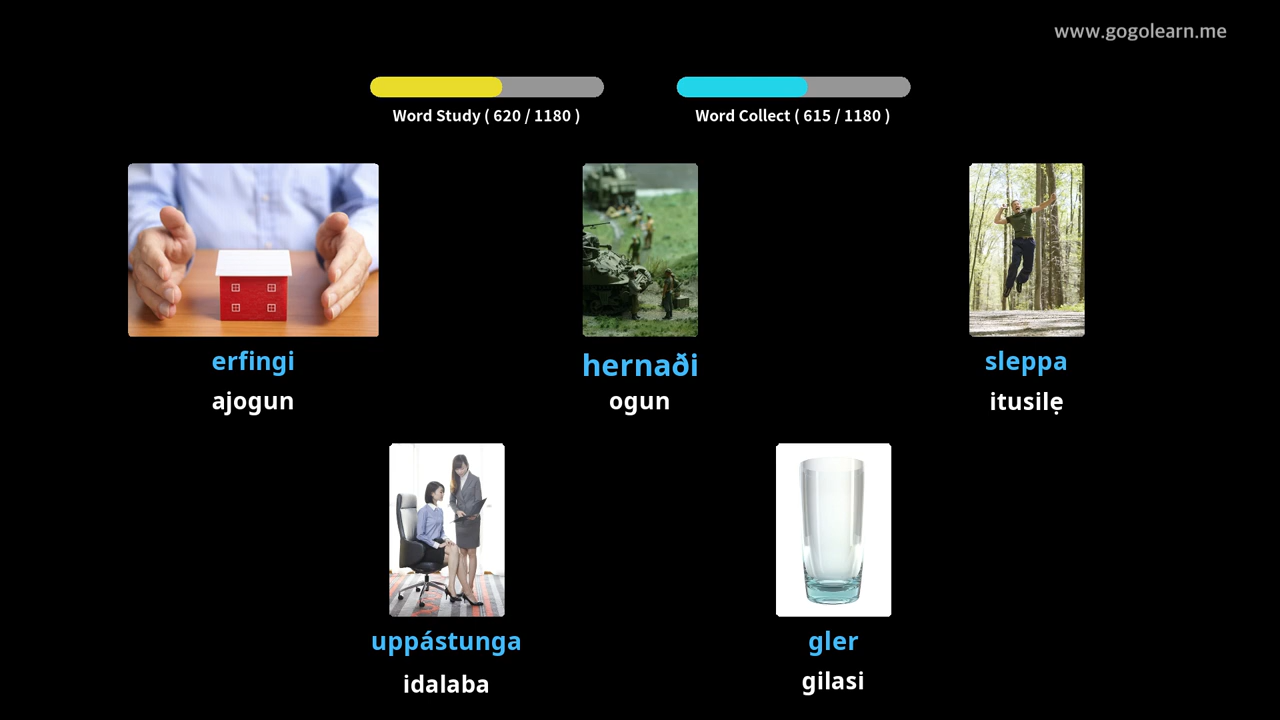 www.gogolearn.me
Word Study ( 620 / 1180 )
Word Collect ( 615 / 1180 )
erfingi
ajogun
hernaði
ogun
sleppa
itusilẹ
uppástunga
idalaba
gler
gilasi